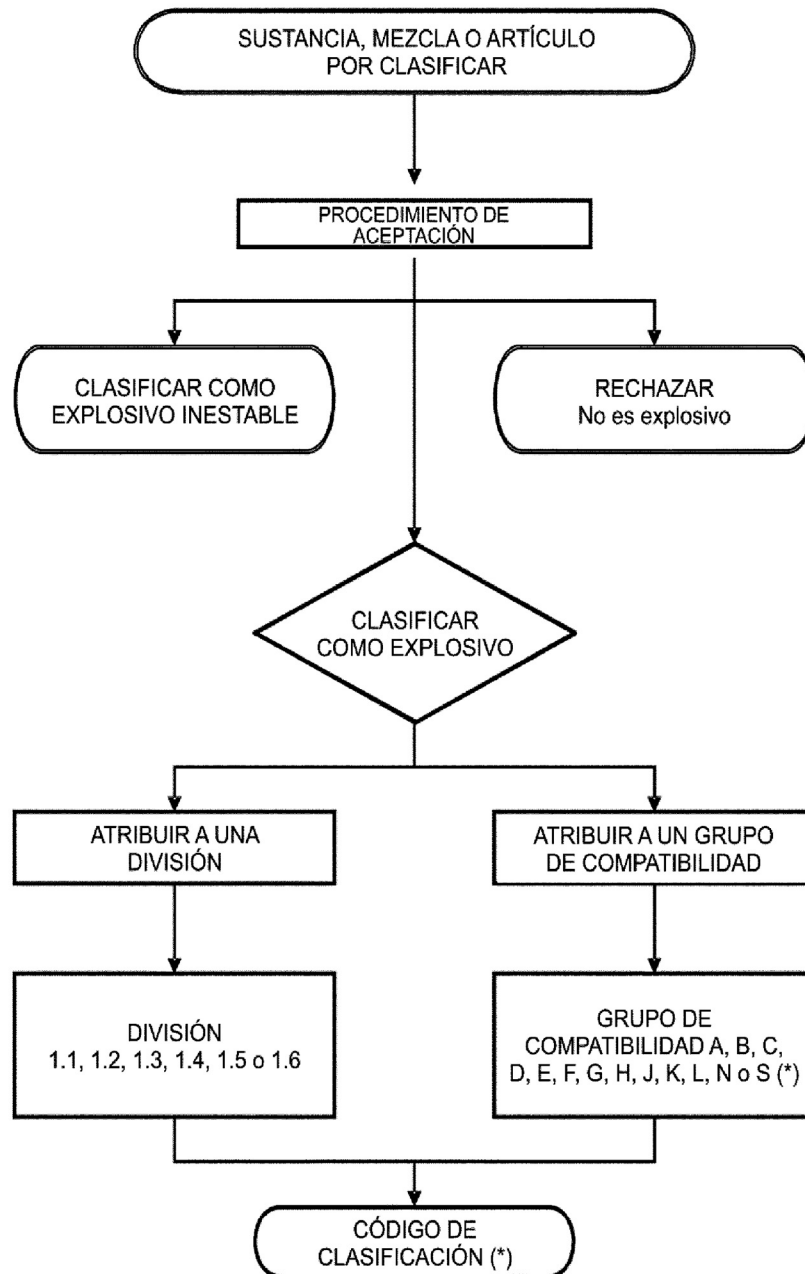 SUSTANCIA, MEZCLA O ARTÍCULO
POR CLASIFICAR
PROCEDIMIENTO DE
ACEPTACIÓN
CLASIFICAR COMO
EXPLOSIVO INESTABLE
RECHAZAR
No es explosivo
CLASIFICAR
COMO EXPLOSIVO
ATRIBUIR A UNA
DIVISIÓN
ATRIBUIR A UN GRUPO
DE COMPATIBILIDAD
DIVISIÓN
1.1, 1.2, 1.3, 1.4, 1.5 o 1.6
GRUPO DE
COMPATIBILIDAD A, B, C,
D, E, F, G, H, J, K, L, N o S (*)
CÓDIGO DE
CLASIFICACIÓN (*)